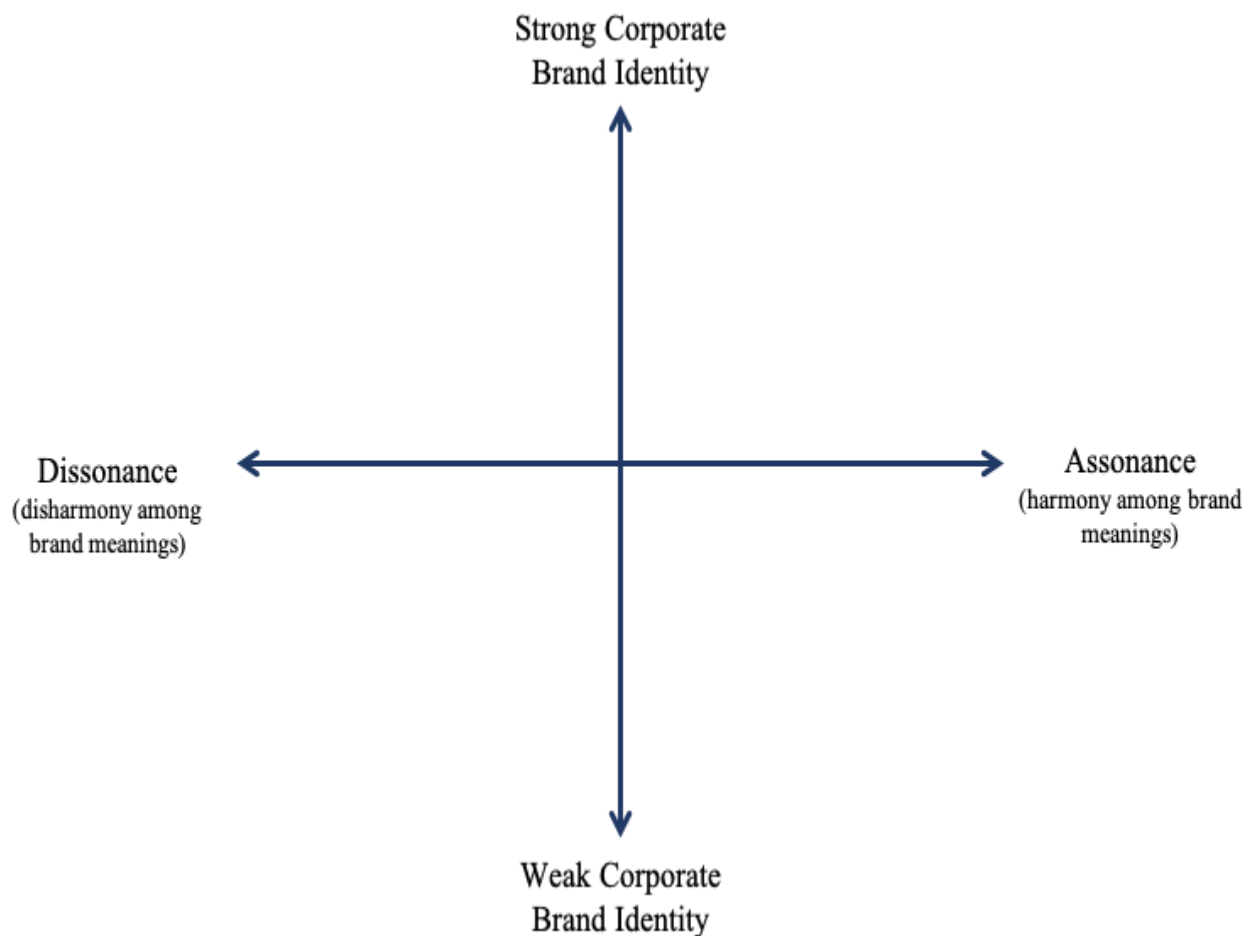 Strong Corporate
Brand Identity
Dissonance
(disharmony among
brand meanings)
Assonance
(harmony among brand
meanings)
Weak Corporate
Brand Identity